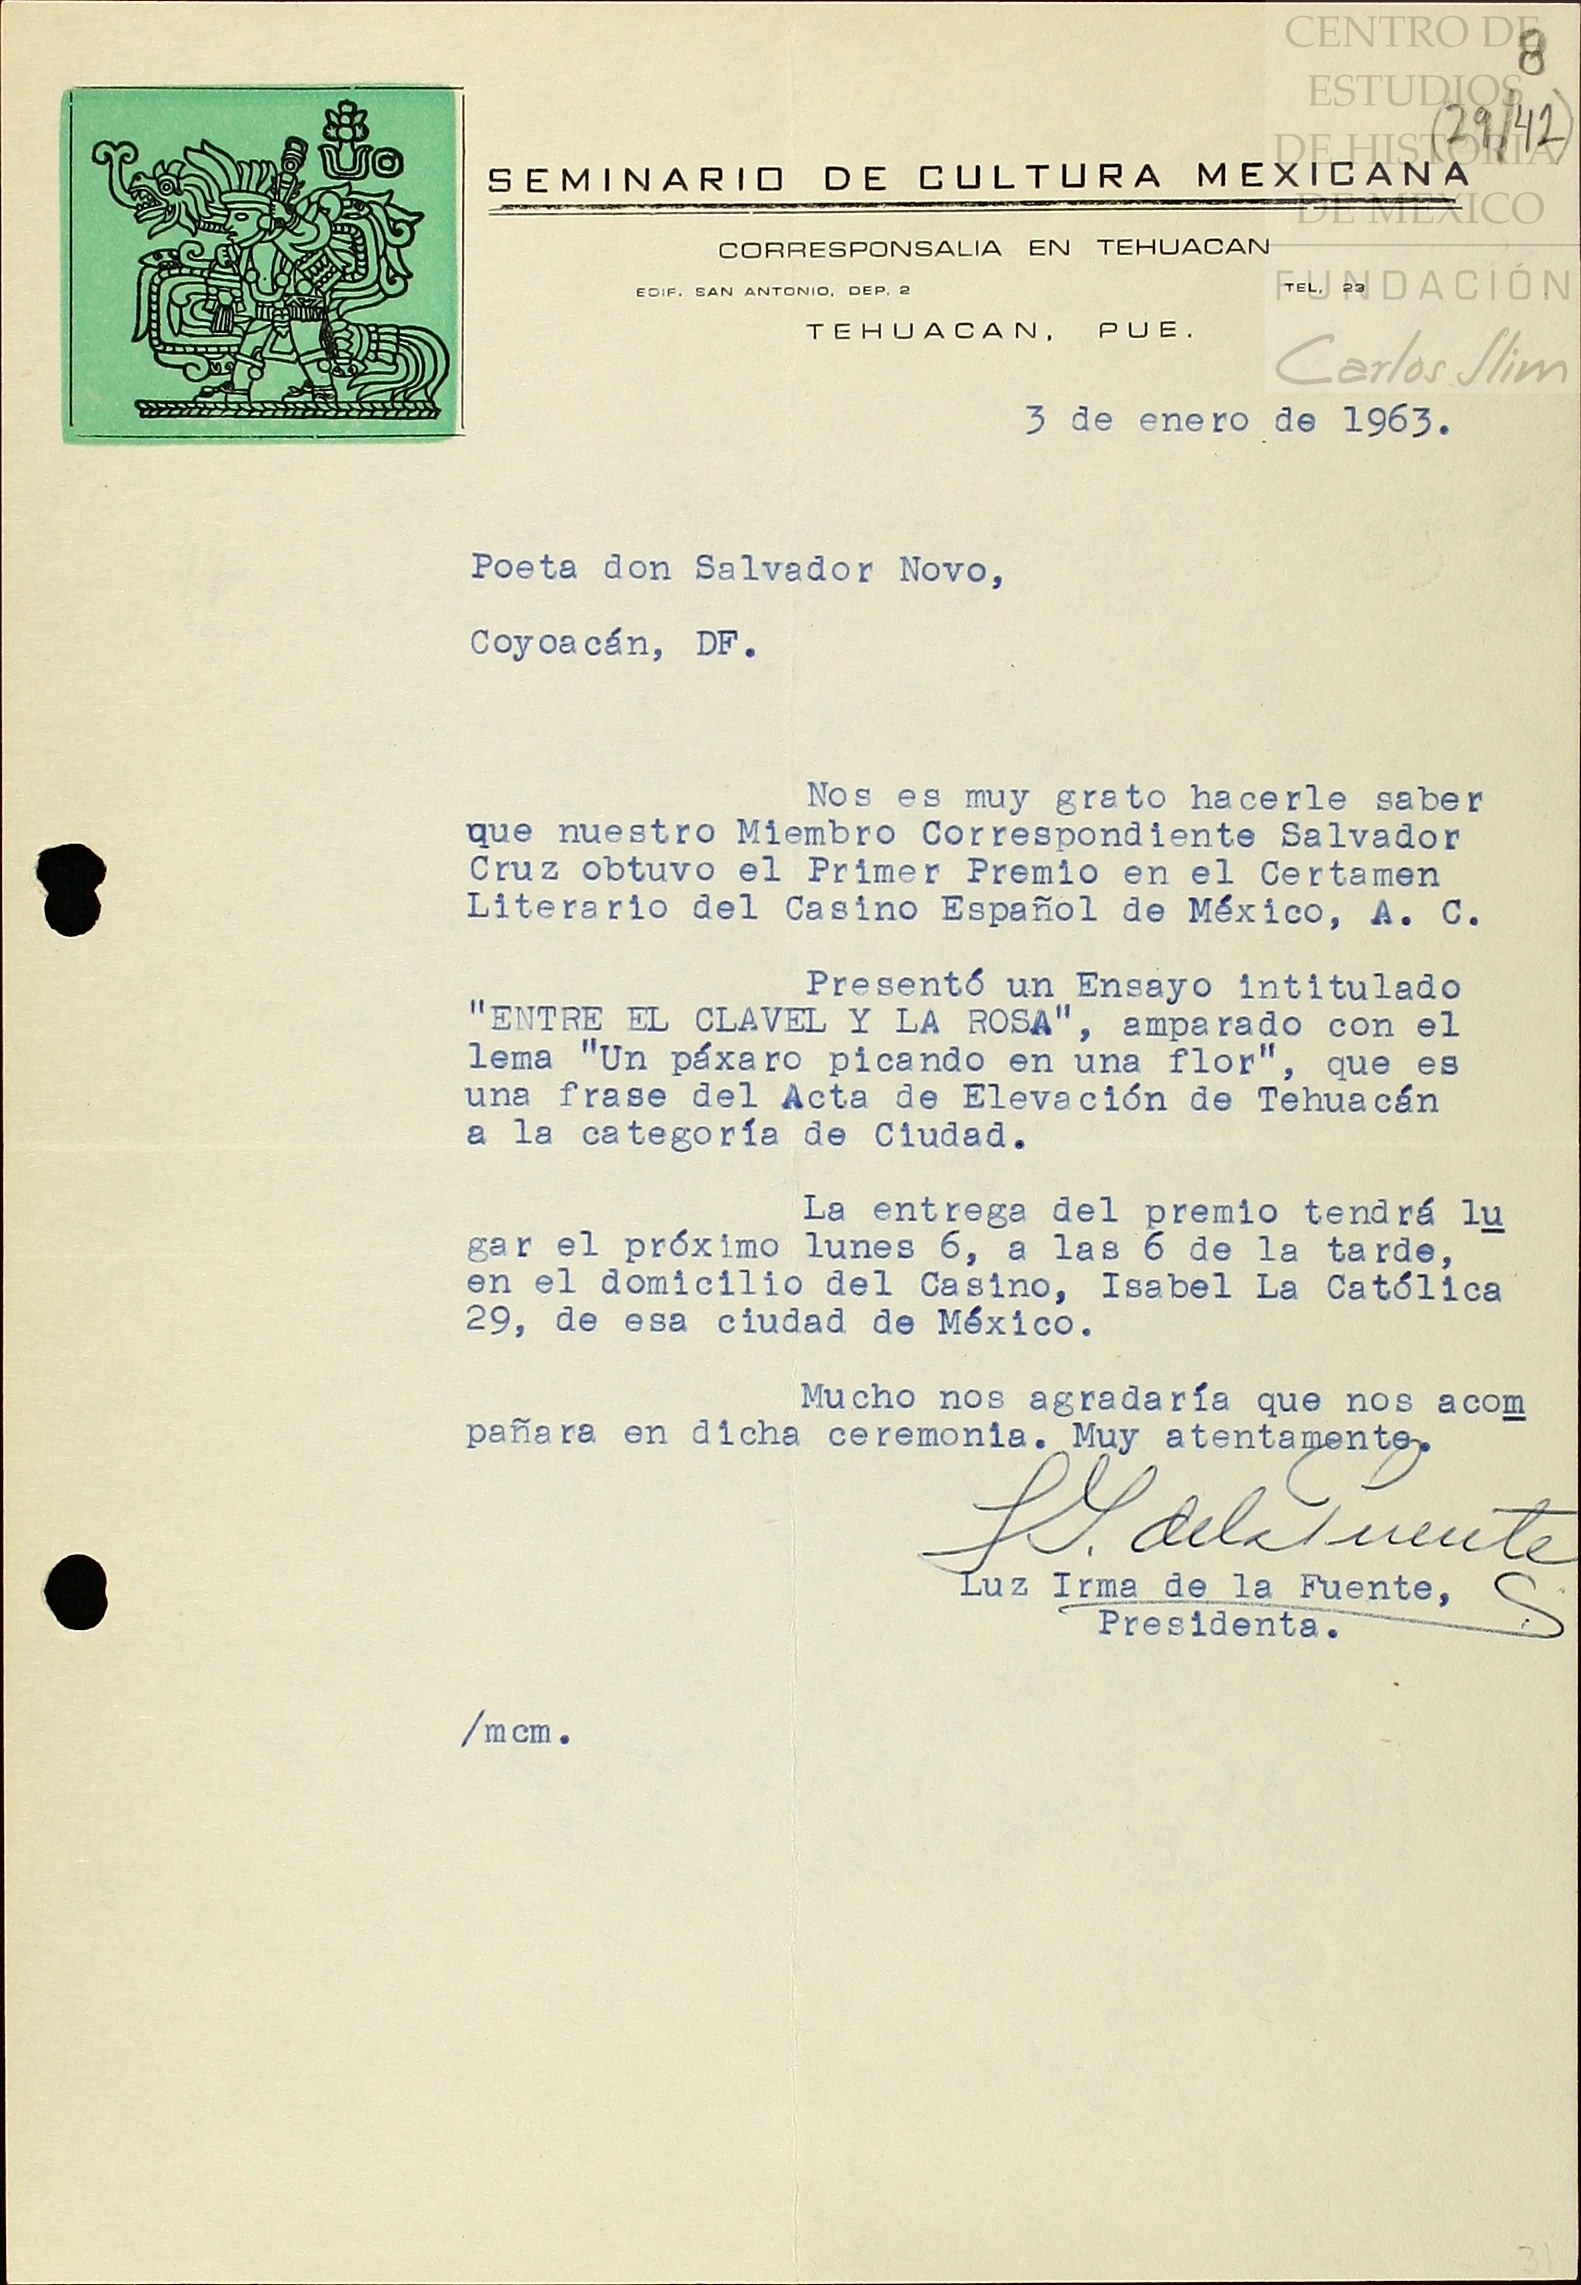 CENTRO DE
ESTUDIOS
DE HISTORIA
DE MÉXICO
FUNDACIÓN
Carlos Slim
8
(29/42)
SEMINARIO DE CULTURA MEXICANA
CORRESPONSALIA EN TEHUACAN
EDIF. SAN ANTONIO, DEP. 2 TEL. 23
TEHUACAN, PUE.
3 de enero de 1963.
Poeta don Salvador Novo,
Coyoacán, DF.
Nos es muy grato hacerle saber
que nuestro Miembro Correspondiente Salvador
Cruz obtuvo el Primer Premio en el Certamen
Literario del Casino Español de México, A. C.
Presentó un Ensayo intitulado
"ENTRE EL CLAVEL Y LA ROSA", amparado con el
lema "Un páxaro picando en una flor", que es
una frase del Acta de Elevación de Tehuacán
a la categoría de Ciudad.
La entrega del premio tendrá lu
gar el próximo lunes 6, a las 6 de la tarde,
en el domicilio del Casino, Isabel La Católica
29, de esa ciudad de México.
Mucho nos agradaría que nos acom
pañara en dicha ceremonia. Muy atentamente.
L I. de la Fuente
Luz Irma de la Fuente,
Presidenta.
/mcm.
31